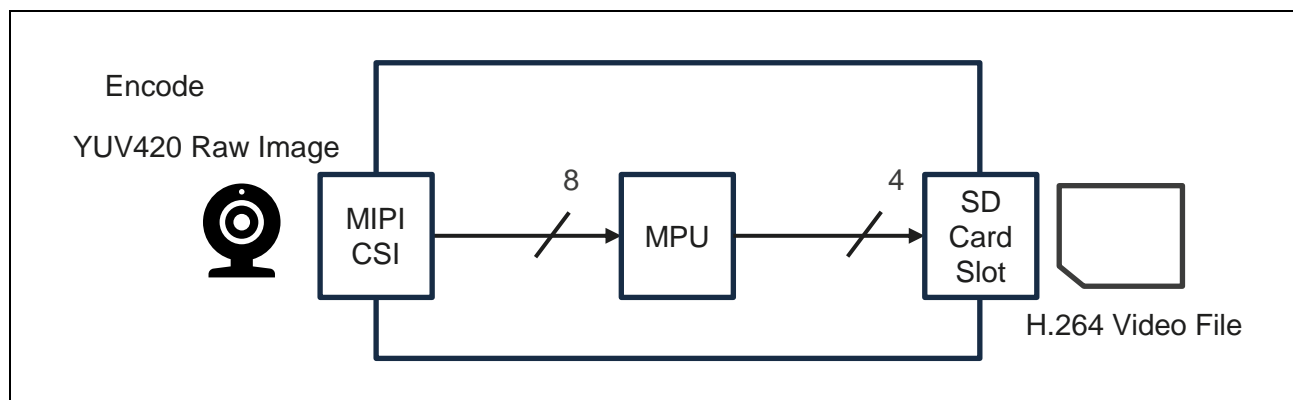 Encode
YUV420 Raw Image
8
4
MIPI
CSI
MPU
SD
Card
Slot
H.264 Video File